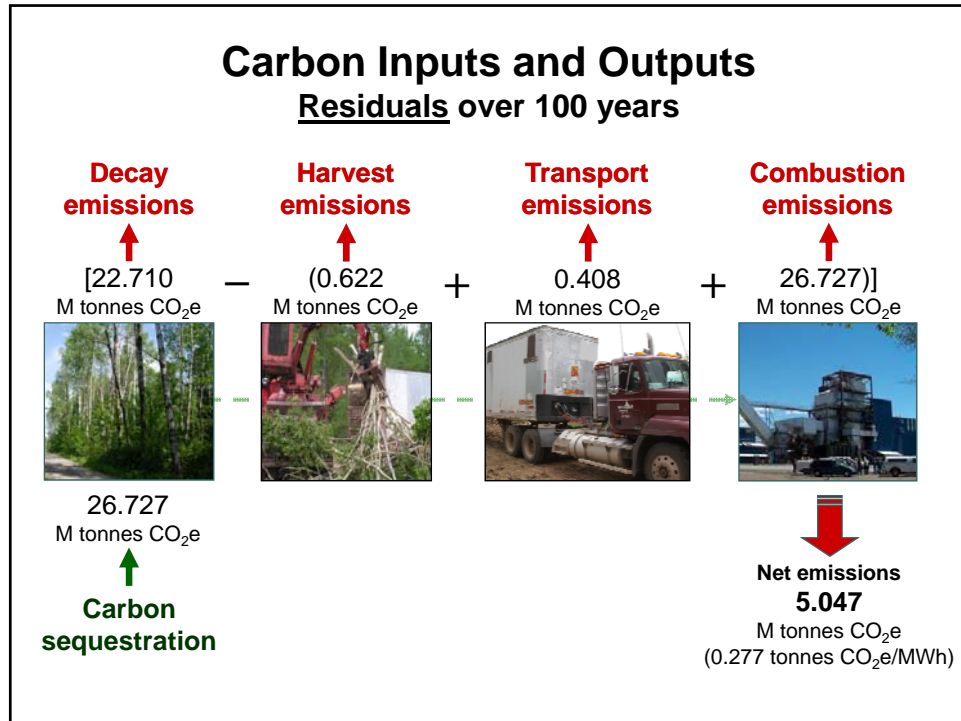 Carbon Inputs and Outputs
Residuals over 100 years
Decay
emissions
Harvest
emissions
Transport
emissions
Combustion
emissions
[22.710
M tonnes CO₂e
−
(0.622
M tonnes CO₂e
+
0.408
M tonnes CO₂e
+
26.727)]
M tonnes CO₂e
26.727
M tonnes CO₂e
Carbon
sequestration
Net emissions
5.047
M tonnes CO₂e
(0.277 tonnes CO₂e/MWh)